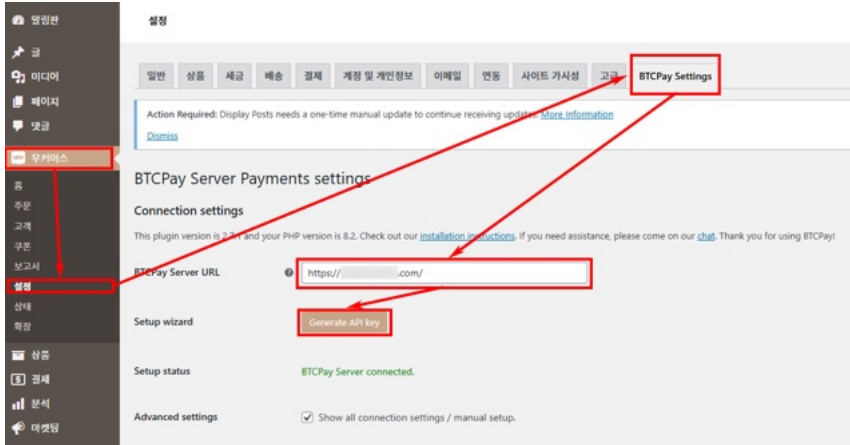 알림판
글
미디어
페이지
댓글
우커머스
홈
주문
고객
쿠폰
보고서
설정
상태
확장
상품
결제
분석
마켓팅
설정
일반 상품 세금 배송 결제 계정 및 개인정보 이메일 연동 사이트 가시성 고급 BTCPay Settings
Action Required: Display Posts needs a one-time manual update to continue receiving updates. More Information
Dismiss
BTCPay Server Payments settings
Connection settings
This plugin version is 2.7.1 and your PHP version is 8.2. Check out our installation instructions. If you need assistance, please come on our chat. Thank you for using BTCPay!
BTCPay Server URL https:// .com/
Setup wizard Generate API key
Setup status BTCPay Server connected.
Advanced settings Show all connection settings / manual setup.